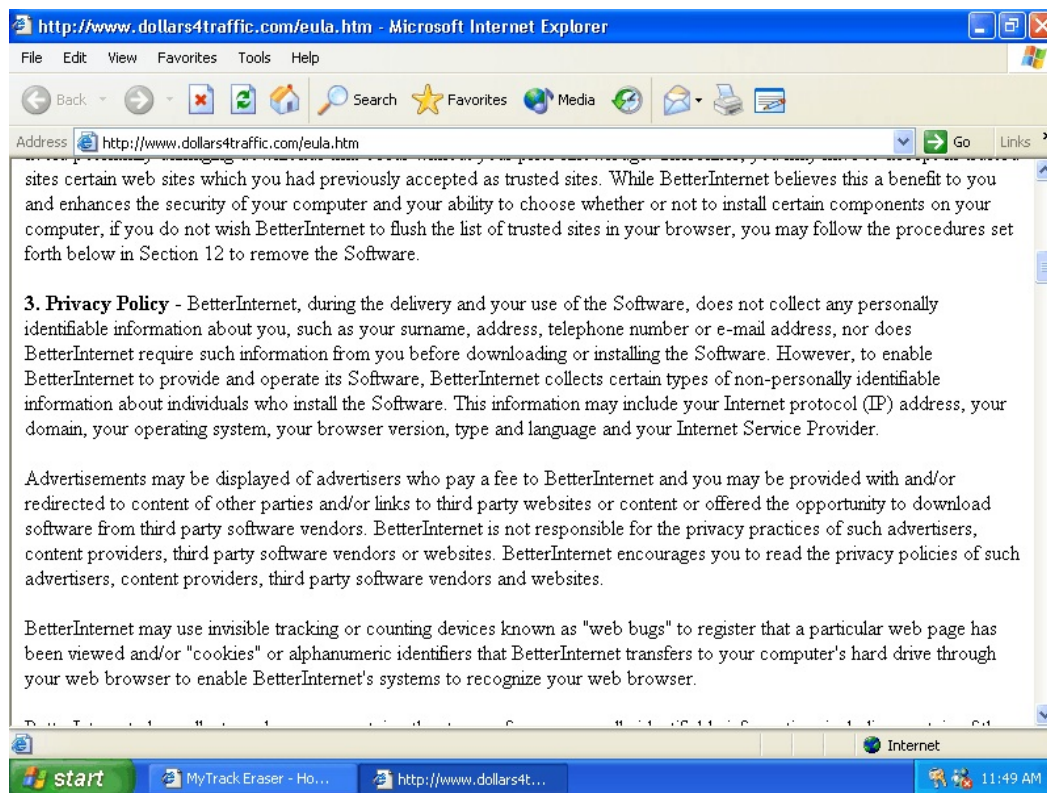 http://www.dollars4traffic.com/eula.htm - Microsoft Internet Explorer
File Edit View Favorites Tools Help
Back Search Favorites Media
Address http://www.dollars4traffic.com/eula.htm Go Links
sites certain web sites which you had previously accepted as trusted sites. While BetterInternet believes this a benefit to you
and enhances the security of your computer and your ability to choose whether or not to install certain components on your
computer, if you do not wish BetterInternet to flush the list of trusted sites in your browser, you may follow the procedures set
forth below in Section 12 to remove the Software.
3. Privacy Policy - BetterInternet, during the delivery and your use of the Software, does not collect any personally
identifiable information about you, such as your surname, address, telephone number or e-mail address, nor does
BetterInternet require such information from you before downloading or installing the Software. However, to enable
BetterInternet to provide and operate its Software, BetterInternet collects certain types of non-personally identifiable
information about individuals who install the Software. This information may include your Internet protocol (IP) address, your
domain, your operating system, your browser version, type and language and your Internet Service Provider.
Advertisements may be displayed of advertisers who pay a fee to BetterInternet and you may be provided with and/or
redirected to content of other parties and/or links to third party websites or content or offered the opportunity to download
software from third party software vendors. BetterInternet is not responsible for the privacy practices of such advertisers,
content providers, third party software vendors or websites. BetterInternet encourages you to read the privacy policies of such
advertisers, content providers, third party software vendors and websites.
BetterInternet may use invisible tracking or counting devices known as "web bugs" to register that a particular web page has
been viewed and/or "cookies" or alphanumeric identifiers that BetterInternet transfers to your computer's hard drive through
your web browser to enable BetterInternet's systems to recognize your web browser.
Internet
start MyTrack Eraser - Ho... http://www.dollars4t... 11:49 AM